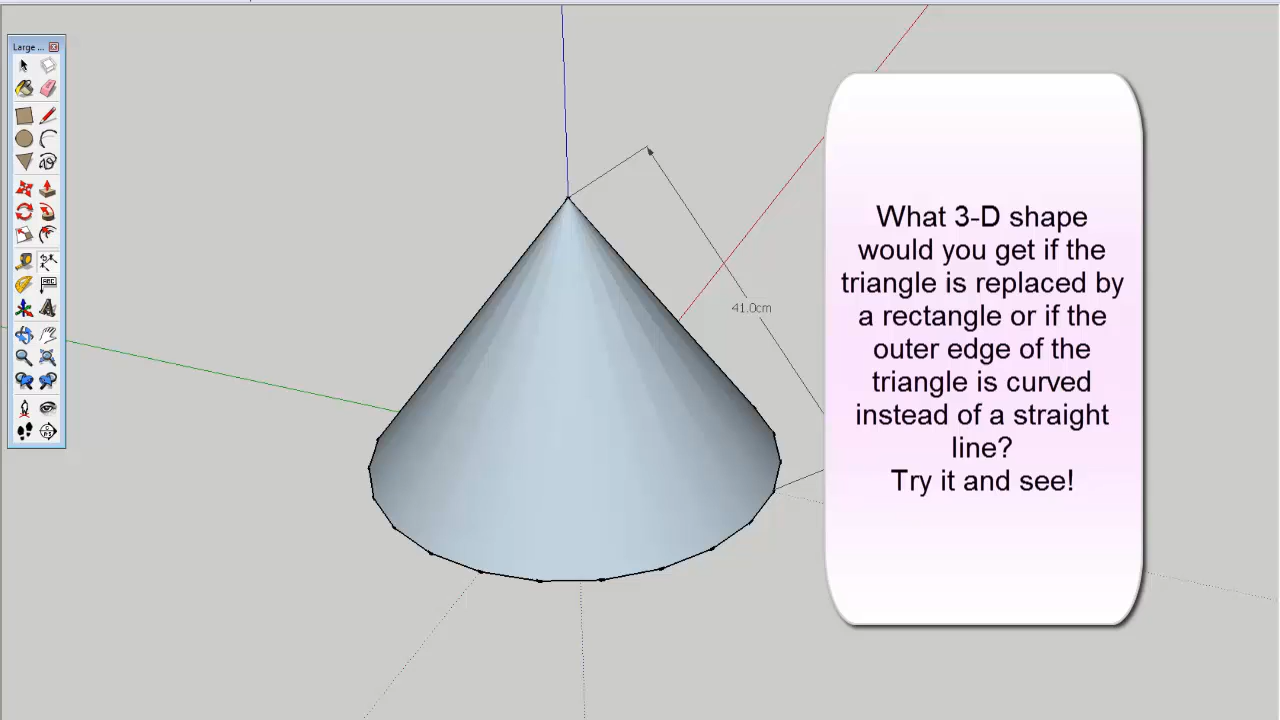 Large ...
41.0cm
What 3-D shape
would you get if the
triangle is replaced by
a rectangle or if the
outer edge of the
triangle is curved
instead of a straight
line?
Try it and see!